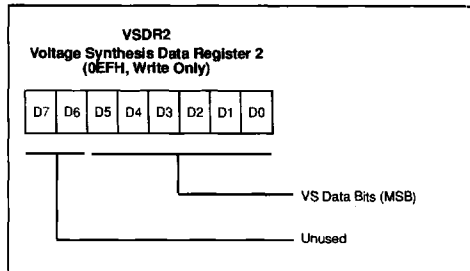 VSDR2
Voltage Synthesis Data Register 2
(0EFH, Write Only)
D7 D6 D5 D4 D3 D2 D1 D0
VS Data Bits (MSB)
Unused